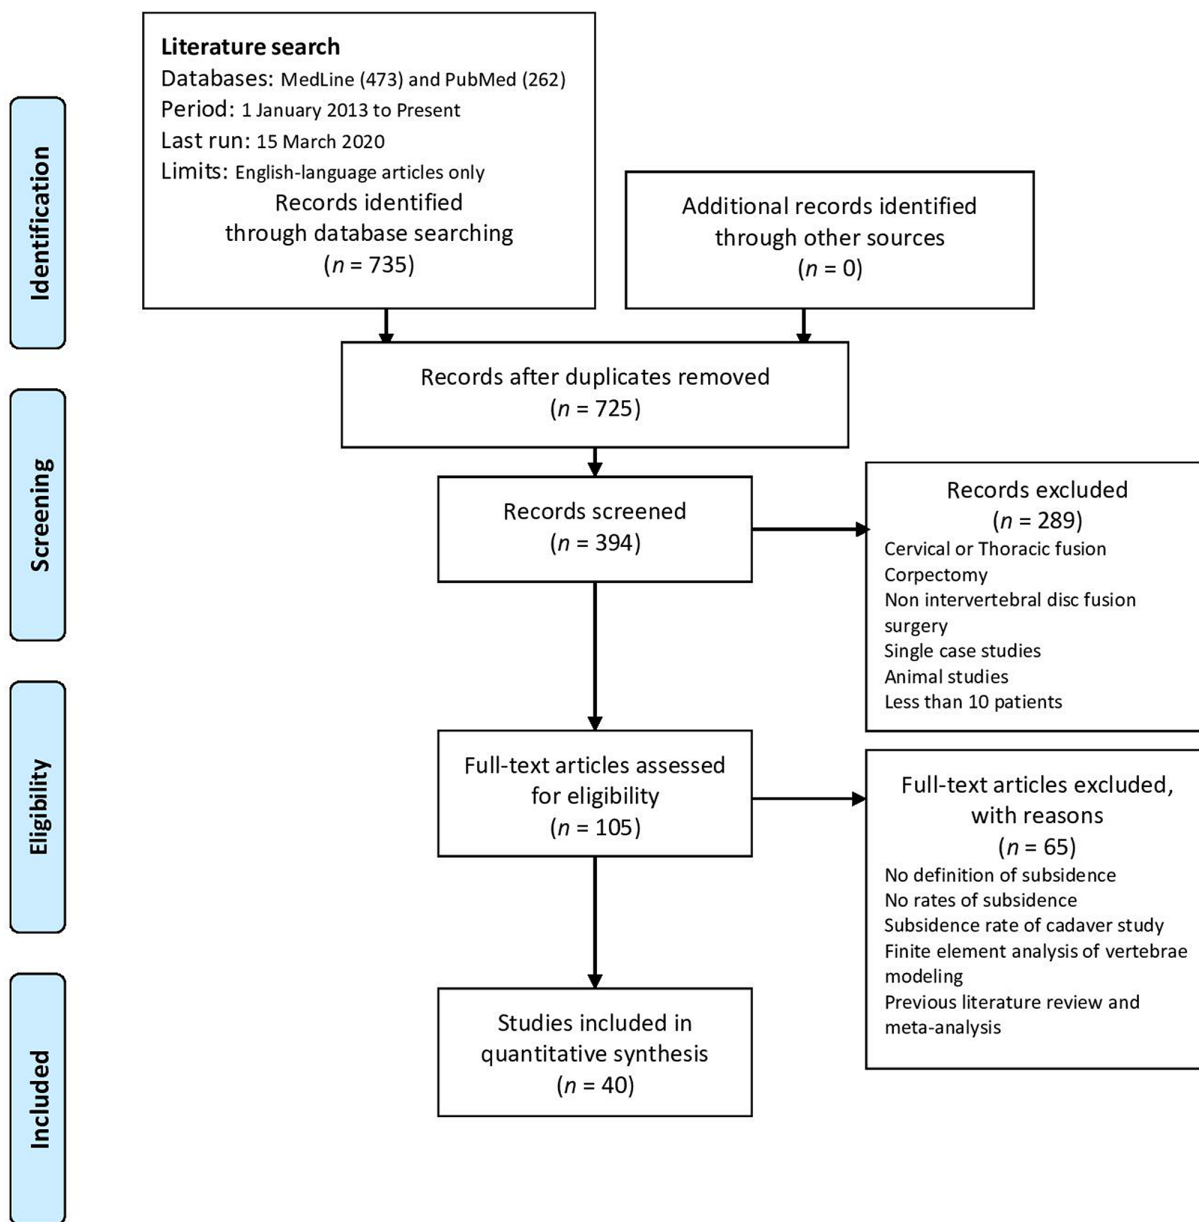 Literature search
Databases: MedLine (473) and PubMed (262)
Period: 1 January 2013 to Present
Last run: 15 March 2020
Limits: English-language articles only
Records identified
through database searching
(n = 735)
Additional records identified
through other sources
(n = 0)
Identification
Records after duplicates removed
(n = 725)
Screening
Records screened
(n = 394)
Records excluded
(n = 289)
Cervical or Thoracic fusion
Corpectomy
Non intervertebral disc fusion
surgery
Single case studies
Animal studies
Less than 10 patients
Eligibility
Full-text articles assessed
for eligibility
(n = 105)
Full-text articles excluded,
with reasons
(n = 65)
No definition of subsidence
No rates of subsidence
Subsidence rate of cadaver study
Finite element analysis of vertebrae
modeling
Previous literature review and
meta-analysis
Included
Studies included in
quantitative synthesis
(n = 40)